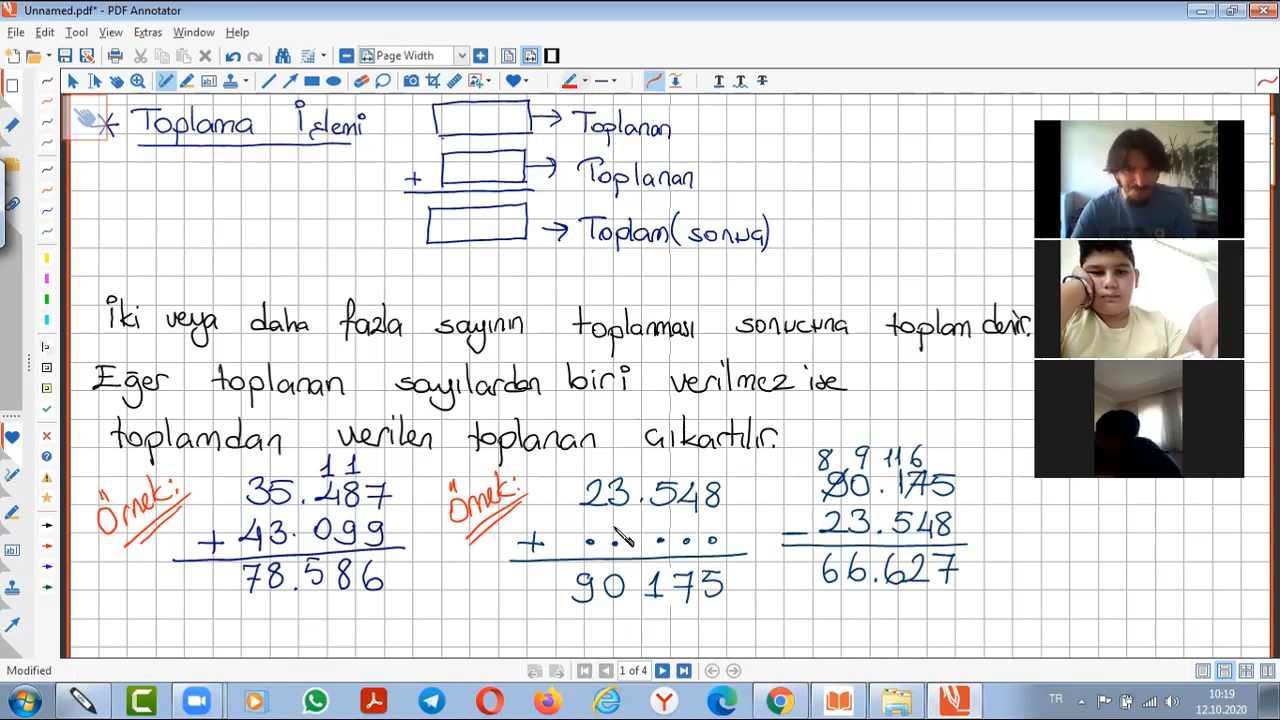 Unnamed.pdf* - PDF Annotator
File Edit Tool View Extras Window Help
Page Width
* Toplama İşlemi
→ Toplanan
+ → Toplanan
→ Toplam (sonuç)
İki veya daha fazla sayının toplaması sonucuna toplam denir.
Eğer toplanan sayılardan biri verilmez ise
toplamdan verilen toplanan çıkartılır.
Örnek:
1 1
35.487
+ 43.099
78.586
Örnek:
23.548
+ . . . . .
90 175
8 9 11 6
90.175
- 23.548
66.627
Modified
1 of 4
TR
10:19
12.10.2020